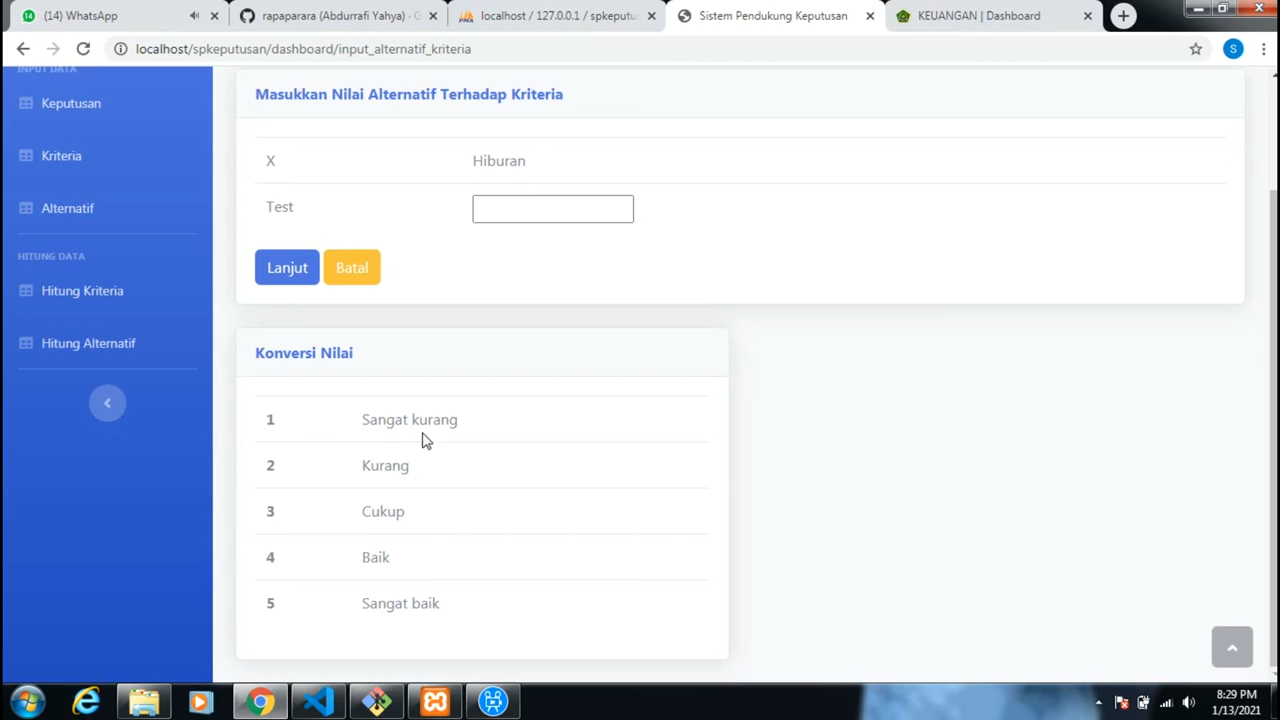 (14) WhatsApp
rapaparara (Abdurrafi Yahya) · G
localhost / 127.0.0.1 / spkeputu
Sistem Pendukung Keputusan
KEUANGAN | Dashboard
localhost/spkeputusan/dashboard/input_alternatif_kriteria
S
INPUT DATA
Keputusan
Kriteria
Alternatif
HITUNG DATA
Hitung Kriteria
Hitung Alternatif
Masukkan Nilai Alternatif Terhadap Kriteria
X Hiburan
Test
Lanjut Batal
Konversi Nilai
1 Sangat kurang
2 Kurang
3 Cukup
4 Baik
5 Sangat baik
8:29 PM
1/13/2021